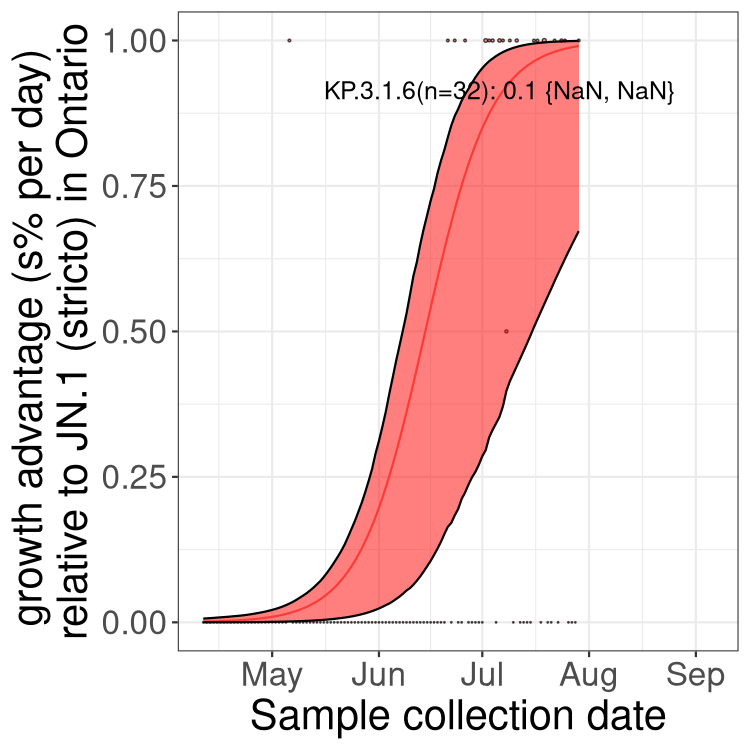 growth advantage (s% per day)
relative to JN.1 (stricto) in Ontario
1.00
0.75
0.50
0.25
0.00
KP.3.1.6(n=32): 0.1 {NaN, NaN}
May Jun Jul Aug Sep
Sample collection date